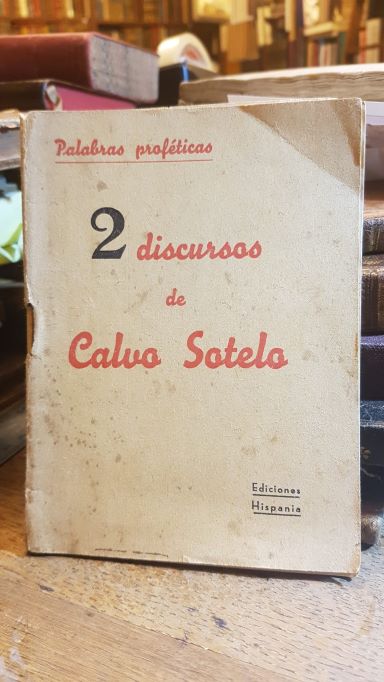 Palabras proféticas
2 discursos
de
Calvo Sotelo
Ediciones
Hispania